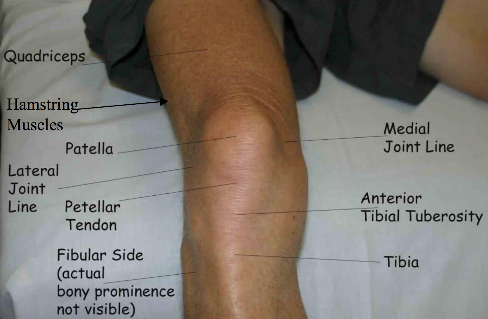 Quadriceps
Hamstring
Muscles
Patella
Lateral
Joint
Line
Petellar
Tendon
Fibular Side
(actual
bony prominence
not visible)
Medial
Joint Line
Anterior
Tibial Tuberosity
Tibia